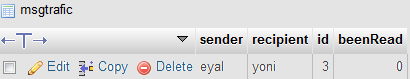 msgtrafic
←T→ sender recipient id beenRead
Edit Copy Delete eyal yoni 3 0